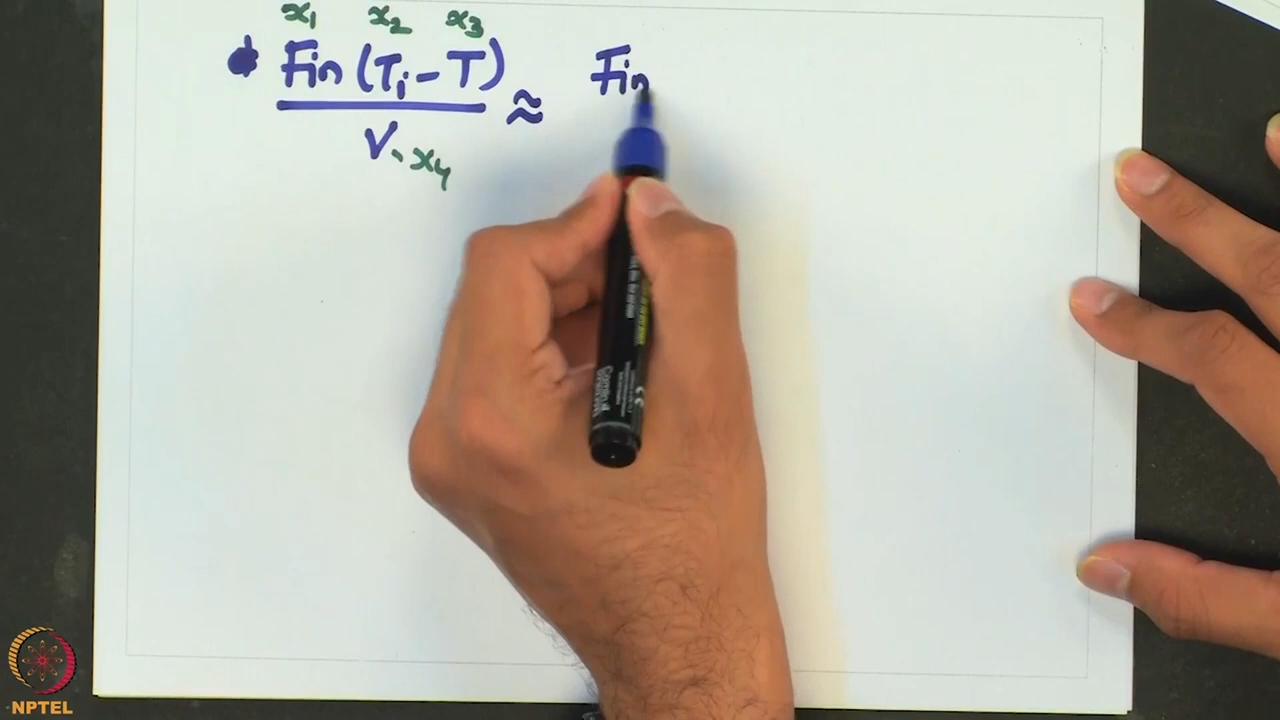 x₁ x₂ x₃
Fin (Ti - T) ≈ Fin
V - x₄
NPTEL